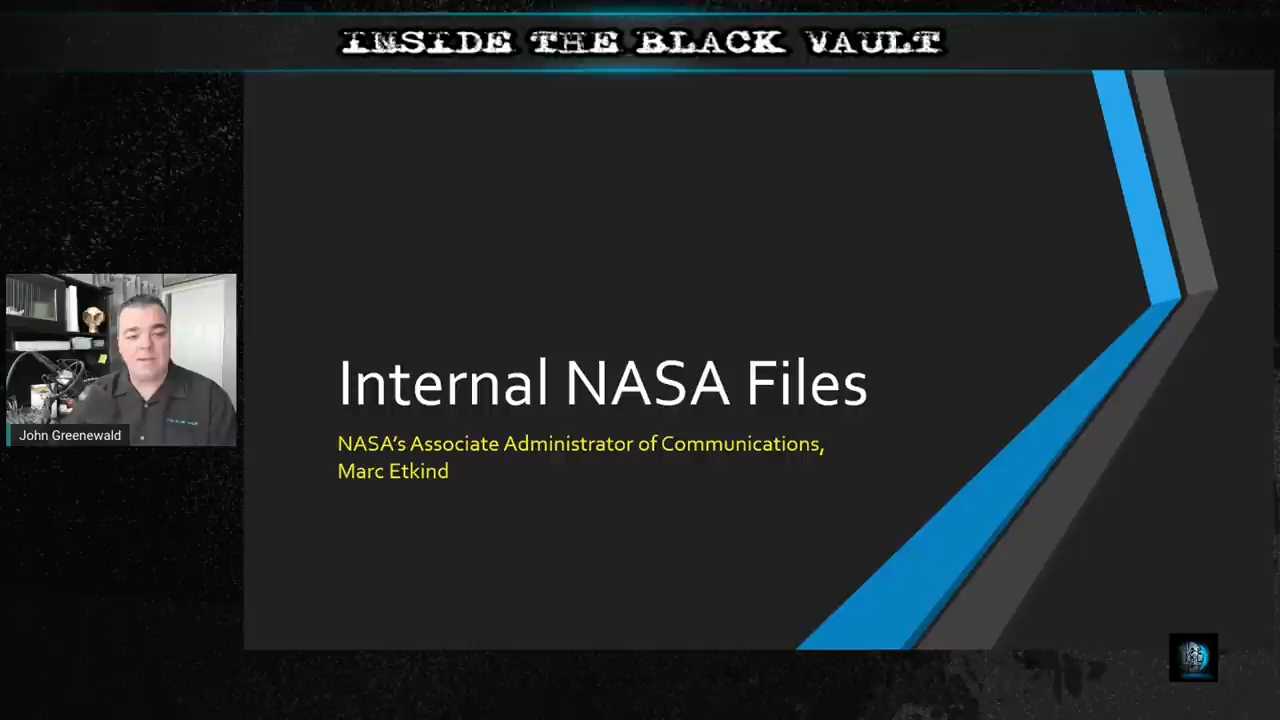 INSIDE THE BLACK VAULT
Internal NASA Files
NASA's Associate Administrator of Communications,
Marc Etkind
John Greenewald